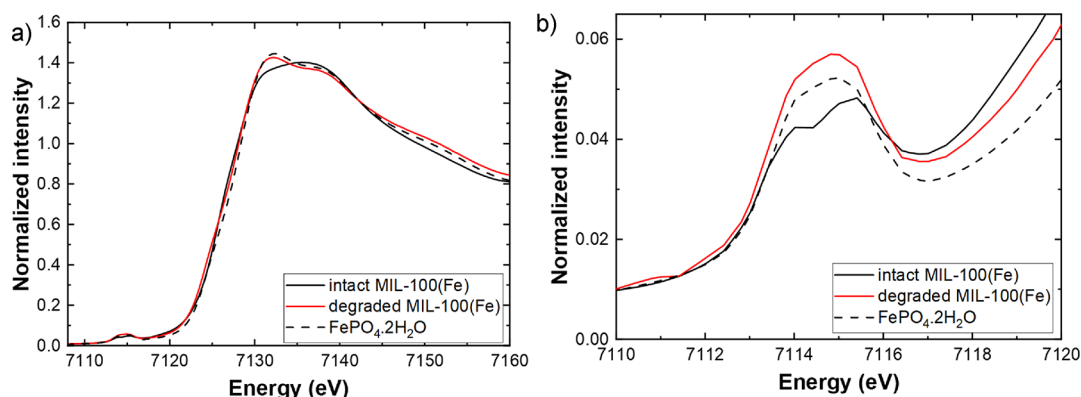 a)
Normalized intensity
1.6
1.4
1.2
1.0
0.8
0.6
0.4
0.2
0.0
7110 7120 7130 7140 7150 7160
Energy (eV)
intact MIL-100(Fe)
degraded MIL-100(Fe)
FePO₄.2H₂O
b)
Normalized intensity
0.06
0.04
0.02
0.00
7110 7112 7114 7116 7118 7120
Energy (eV)
intact MIL-100(Fe)
degraded MIL-100(Fe)
FePO₄.2H₂O